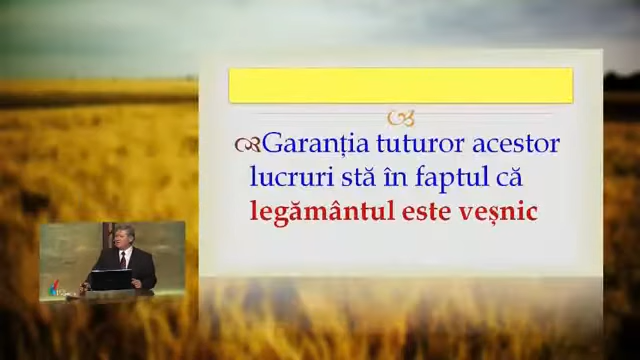 Garanția tuturor acestor
lucruri stă în faptul că
legământul este veșnic